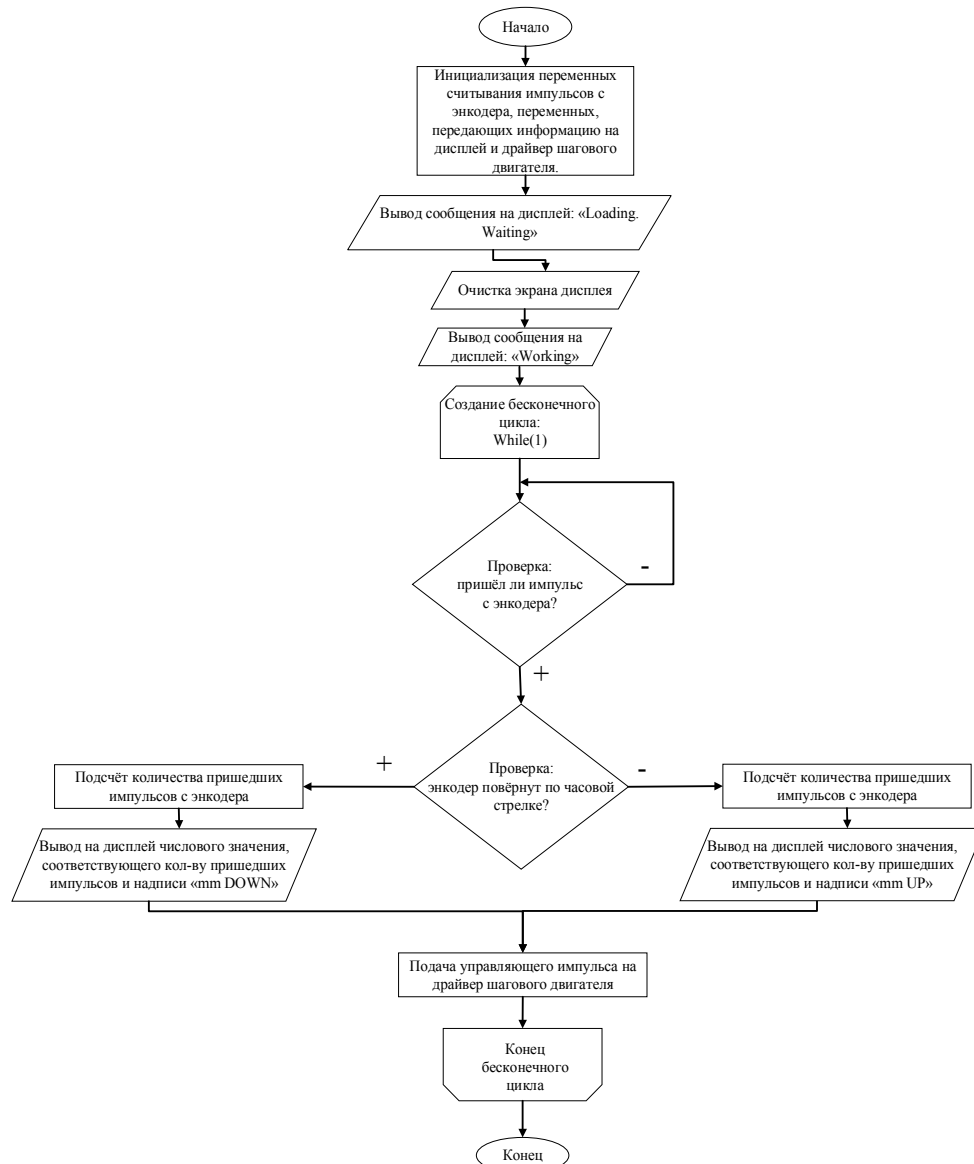 Начало
Инициализация переменных
считывания импульсов с
энкодера, переменных,
передающих информацию на
дисплей и драйвер шагового
двигателя.
Вывод сообщения на дисплей: «Loading.
Waiting»
Очистка экрана дисплея
Вывод сообщения на
дисплей: «Working»
Создание бесконечного
цикла:
While(1)
Проверка:
пришёл ли импульс
с энкодера?
-
+
Проверка:
энкодер повёрнут по часовой
стрелке?
+
-
Подсчёт количества пришедших
импульсов с энкодера
Вывод на дисплей числового значения,
соответствующего кол-ву пришедших
импульсов и надписи «mm DOWN»
Подсчёт количества пришедших
импульсов с энкодера
Вывод на дисплей числового значения,
соответствующего кол-ву пришедших
импульсов и надписи «mm UP»
Подача управляющего импульса на
драйвер шагового двигателя
Конец
бесконечного
цикла
Конец